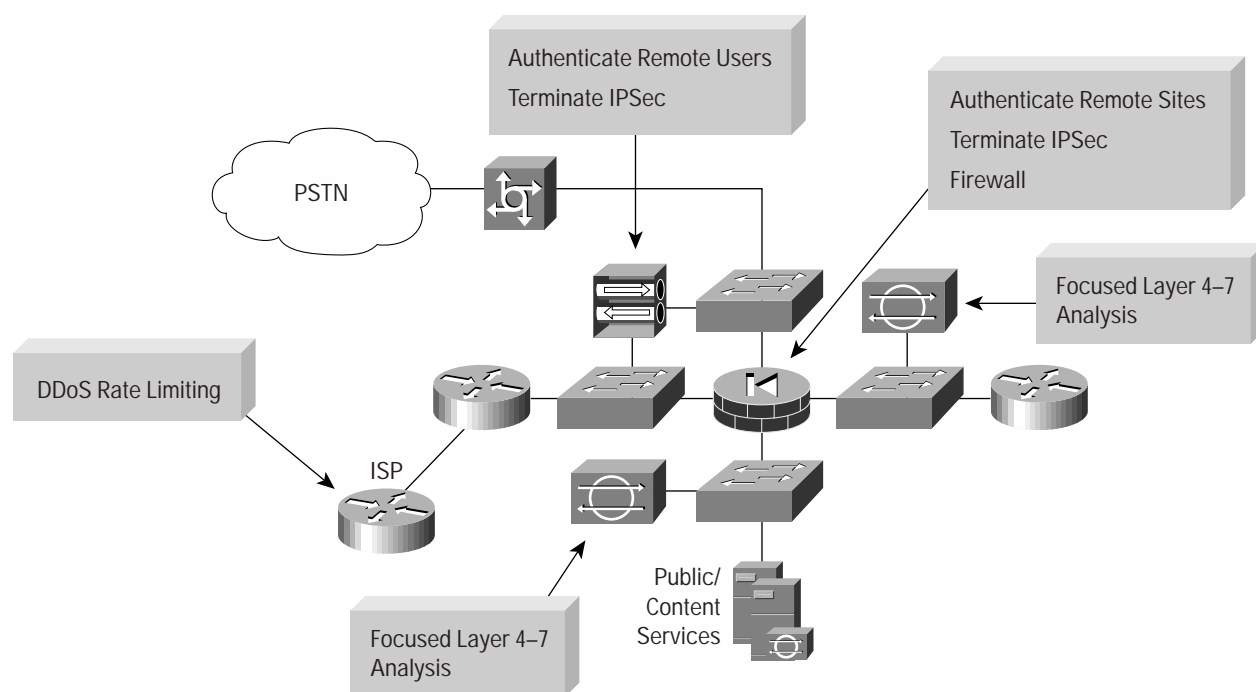 Authenticate Remote Users
Terminate IPSec
Authenticate Remote Sites
Terminate IPSec
Firewall
PSTN
Focused Layer 4–7
Analysis
DDoS Rate Limiting
ISP
Public/
Content
Services
Focused Layer 4–7
Analysis